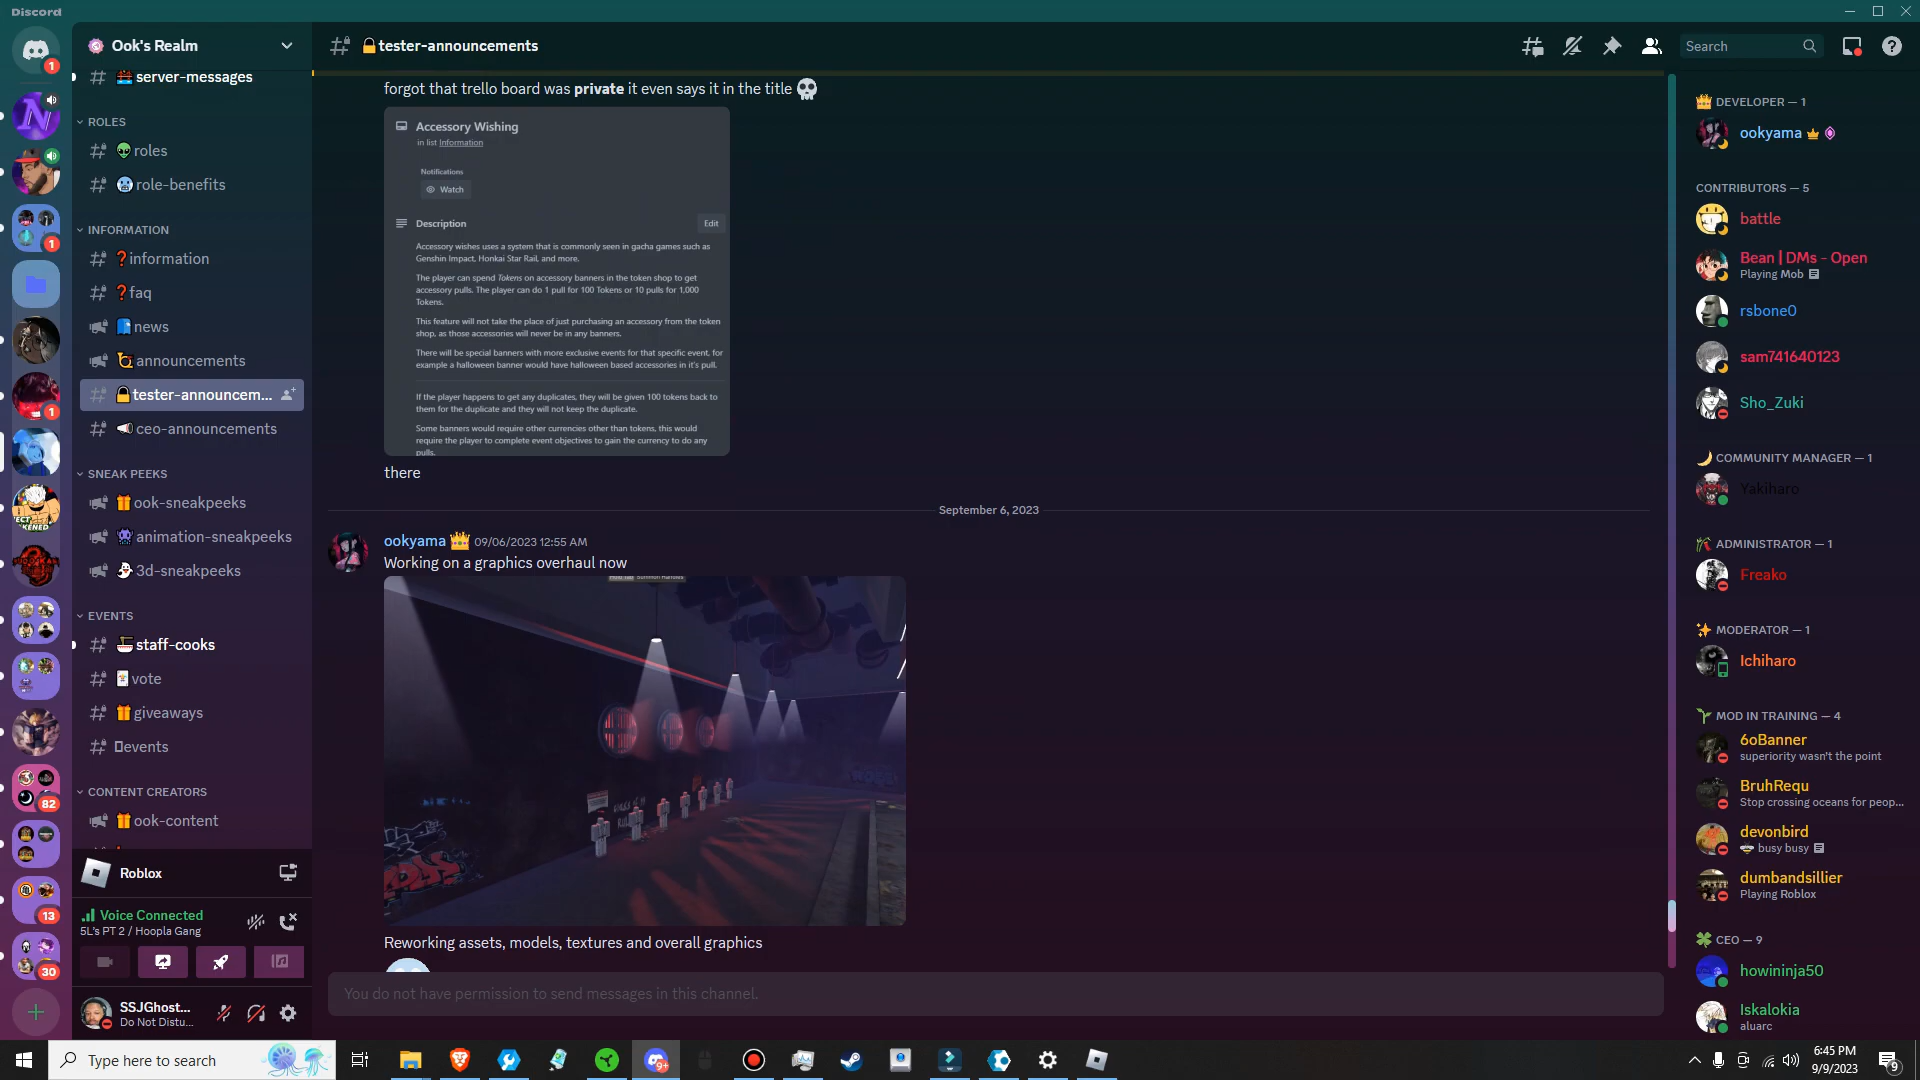 Discord
Ook's Realm
server-messages
ROLES
roles
role-benefits
INFORMATION
information
faq
news
announcements
tester-announcem...
ceo-announcements
SNEAK PEEKS
ook-sneakpeeks
animation-sneakpeeks
3d-sneakpeeks
EVENTS
staff-cooks
vote
giveaways
events
CONTENT CREATORS
ook-content
Roblox
Voice Connected
5L's PT 2 / Hoopla Gang
SSJGhost...
Do Not Distu...
1
1
1
82
13
30
tester-announcements
Search
forgot that trello board was private it even says it in the title
Accessory Wishing
in list Information
Notifications
Watch
Description
Edit
Accessory wishes uses a system that is commonly seen in gacha games such as
Genshin Impact, Honkai Star Rail, and more.
The player can spend Tokens on accessory banners in the token shop to get
accessory pulls. The player can do 1 pull for 100 Tokens or 10 pulls for 1,000
Tokens.
This feature will not take the place of just purchasing an accessory from the token
shop, as those accessories will never be in any banners.
There will be special banners with more exclusive events for that specific event, for
example a halloween banner would have halloween based accessories in it's pull.
If the player happens to get any duplicates, they will be given 100 tokens back to
them for the duplicate and they will not keep the duplicate.
Some banners would require other currencies other than tokens, this would
require the player to complete event objectives to gain the currency to do any
pulls.
there
September 6, 2023
ookyama 09/06/2023 12:55 AM
Working on a graphics overhaul now
Reworking assets, models, textures and overall graphics
You do not have permission to send messages in this channel.
DEVELOPER — 1
ookyama
CONTRIBUTORS — 5
battle
Bean | DMs - Open
Playing Mob
rsbone0
sam741640123
Sho_Zuki
COMMUNITY MANAGER — 1
Yakiharo
ADMINISTRATOR — 1
Freako
MODERATOR — 1
Ichiharo
MOD IN TRAINING — 4
6oBanner
superiority wasn't the point
BruhRequ
Stop crossing oceans for peop...
devonbird
busy busy
dumbandsillier
Playing Roblox
CEO — 9
howininja50
Iskalokia
aluarc
Type here to search
9+
6:45 PM
9/9/2023
9